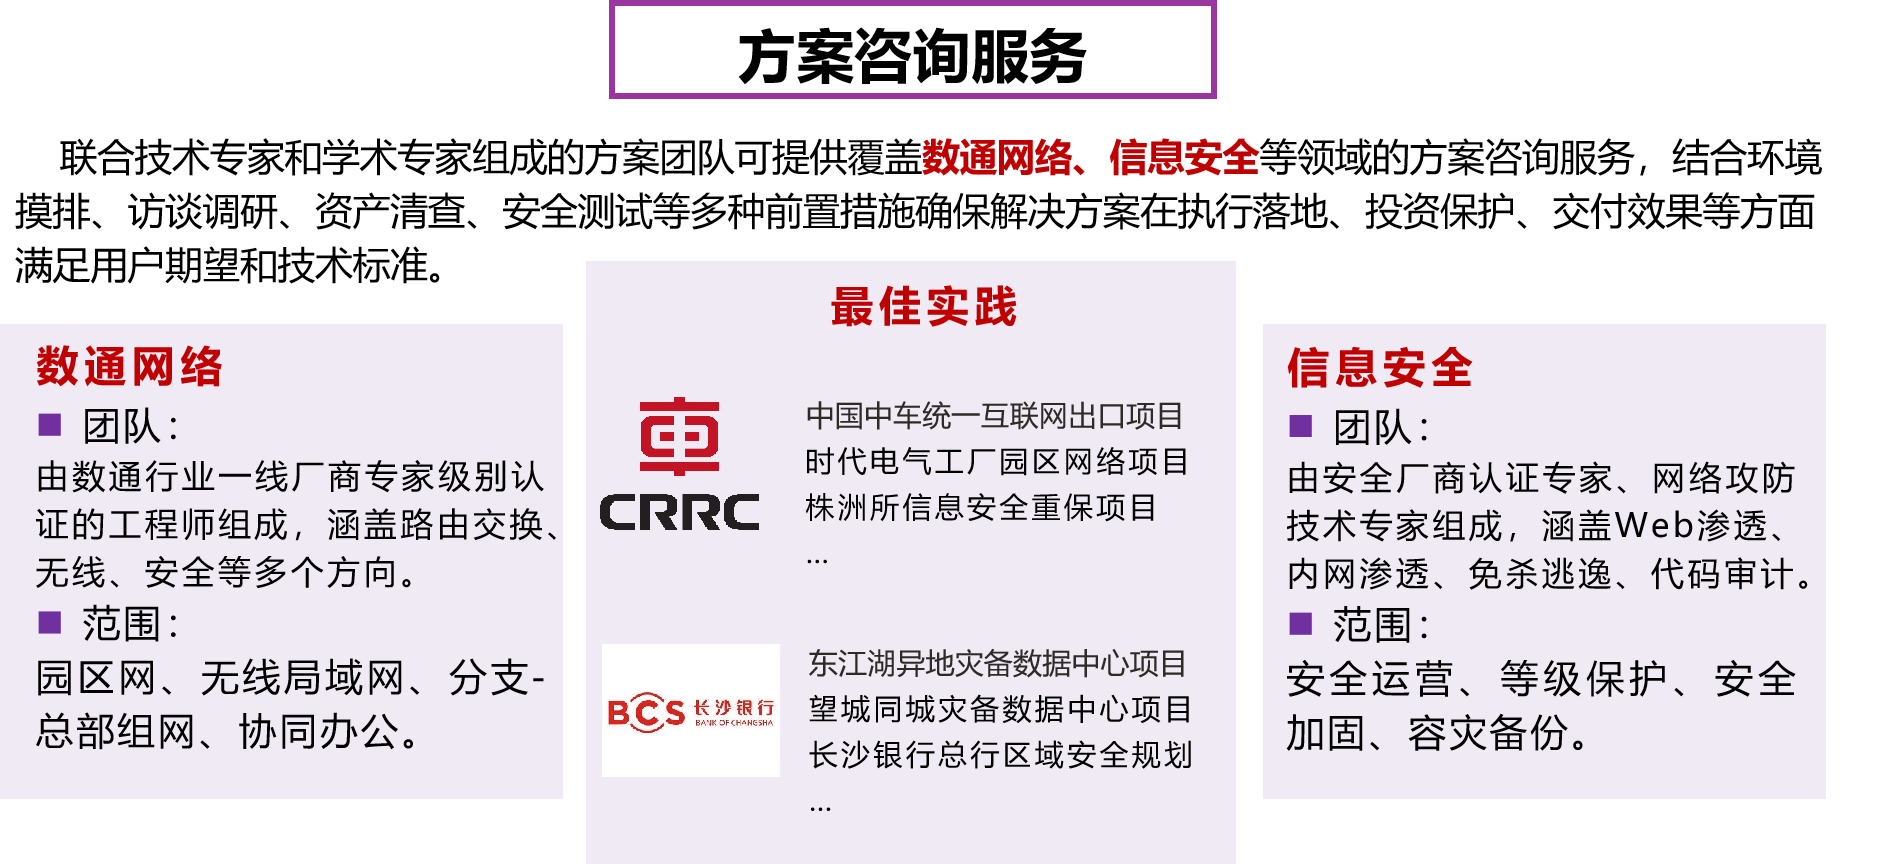 方案咨询服务
联合技术专家和学术专家组成的方案团队可提供覆盖数通网络、信息安全等领域的方案咨询服务，结合环境
摸排、访谈调研、资产清查、安全测试等多种前置措施确保解决方案在执行落地、投资保护、交付效果等方面
满足用户期望和技术标准。
数通网络
■ 团队：
由数通行业一线厂商专家级别认
证的工程师组成，涵盖路由交换、
无线、安全等多个方向。
■ 范围：
园区网、无线局域网、分支-
总部组网、协同办公。
最佳实践
CRRC
中国中车统一互联网出口项目
时代电气工厂园区网络项目
株洲所信息安全重保项目
...
BCS 长沙银行
BANK OF CHANGSHA
东江湖异地灾备数据中心项目
望城同城灾备数据中心项目
长沙银行总行区域安全规划
...
信息安全
■ 团队：
由安全厂商认证专家、网络攻防
技术专家组成，涵盖Web渗透、
内网渗透、免杀逃逸、代码审计。
■ 范围：
安全运营、等级保护、安全
加固、容灾备份。